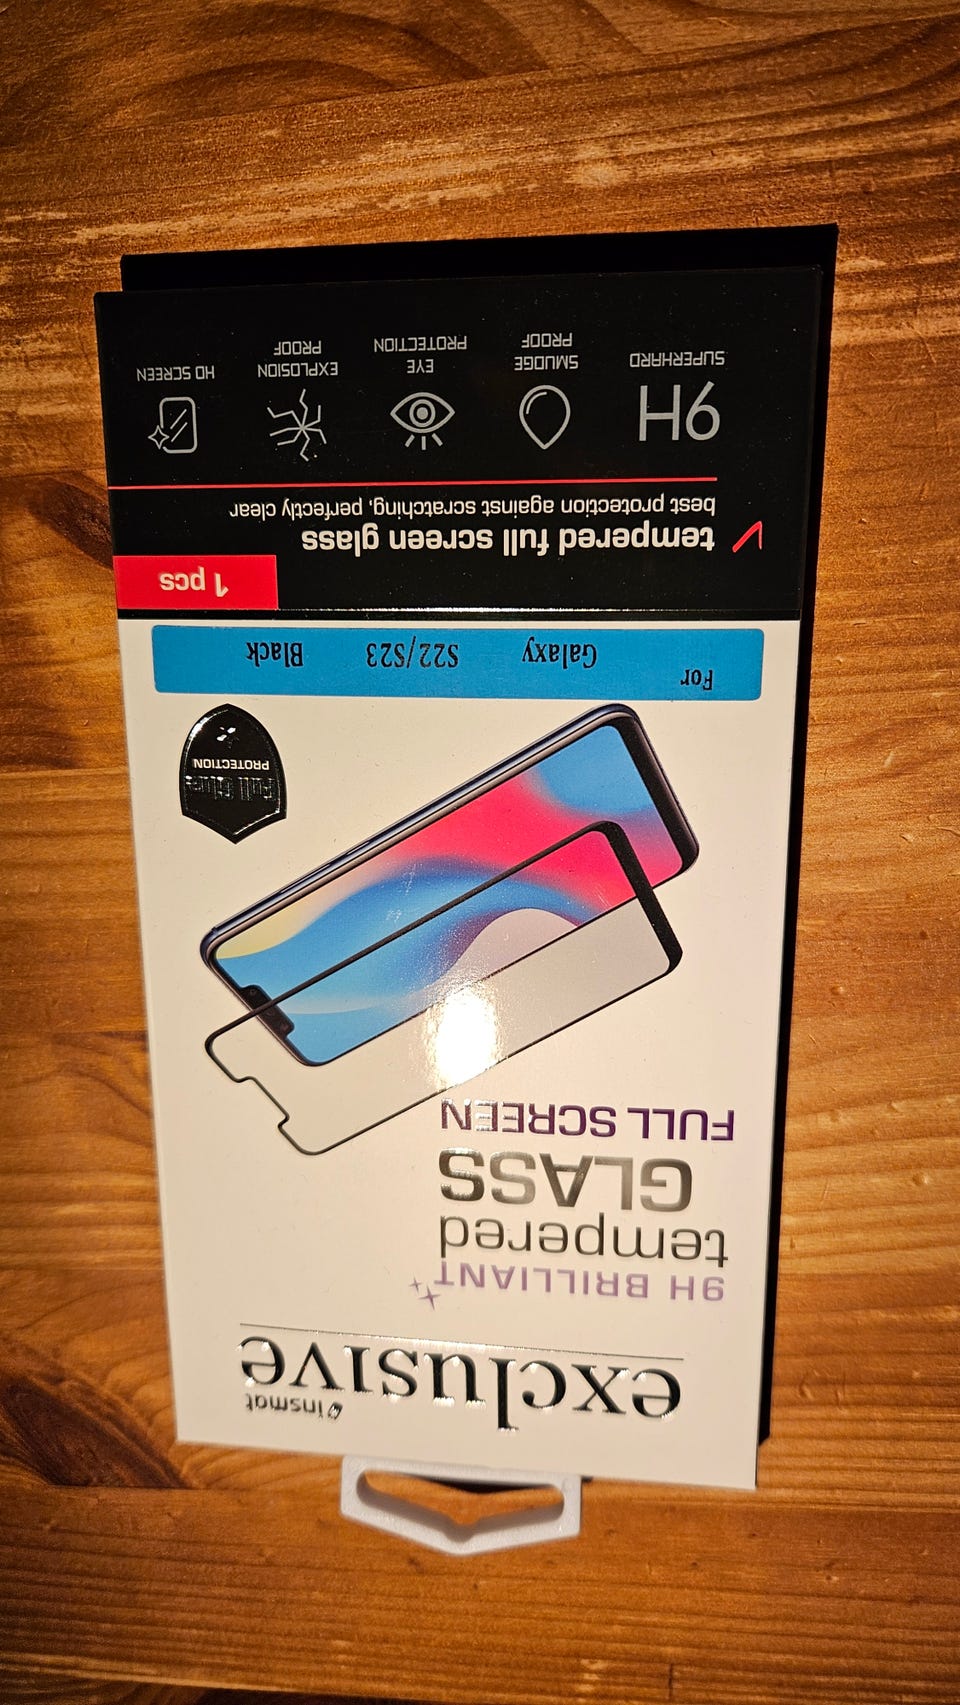 insmat
exclusive
9H BRILLIANT
tempered
GLASS
FULL SCREEN
Full Glue
PROTECTION
For Galaxy S22/S23 Black
1 pcs
tempered full screen glass
best protection against scratching, perfectly clear
9H
SUPERHARD
SMUDGE
PROOF
EYE
PROTECTION
EXPLOSION
PROOF
HD SCREEN